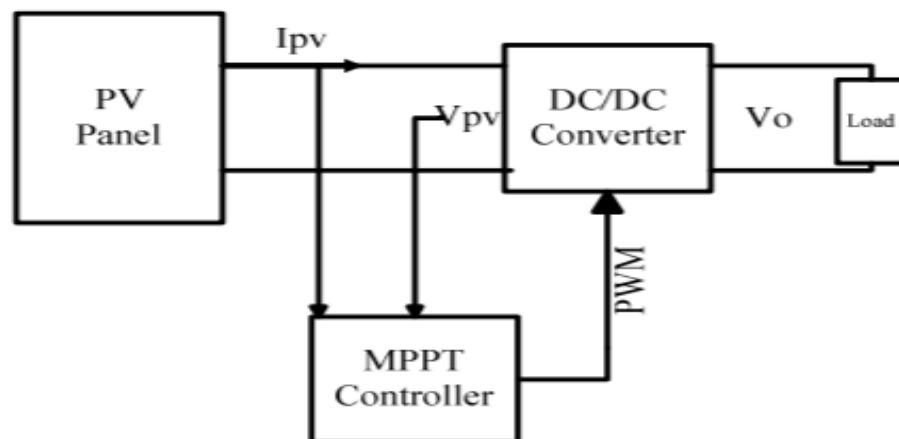 Ipv
PV
Panel
Vpv
DC/DC
Converter
Vo
Load
PWM
MPPT
Controller